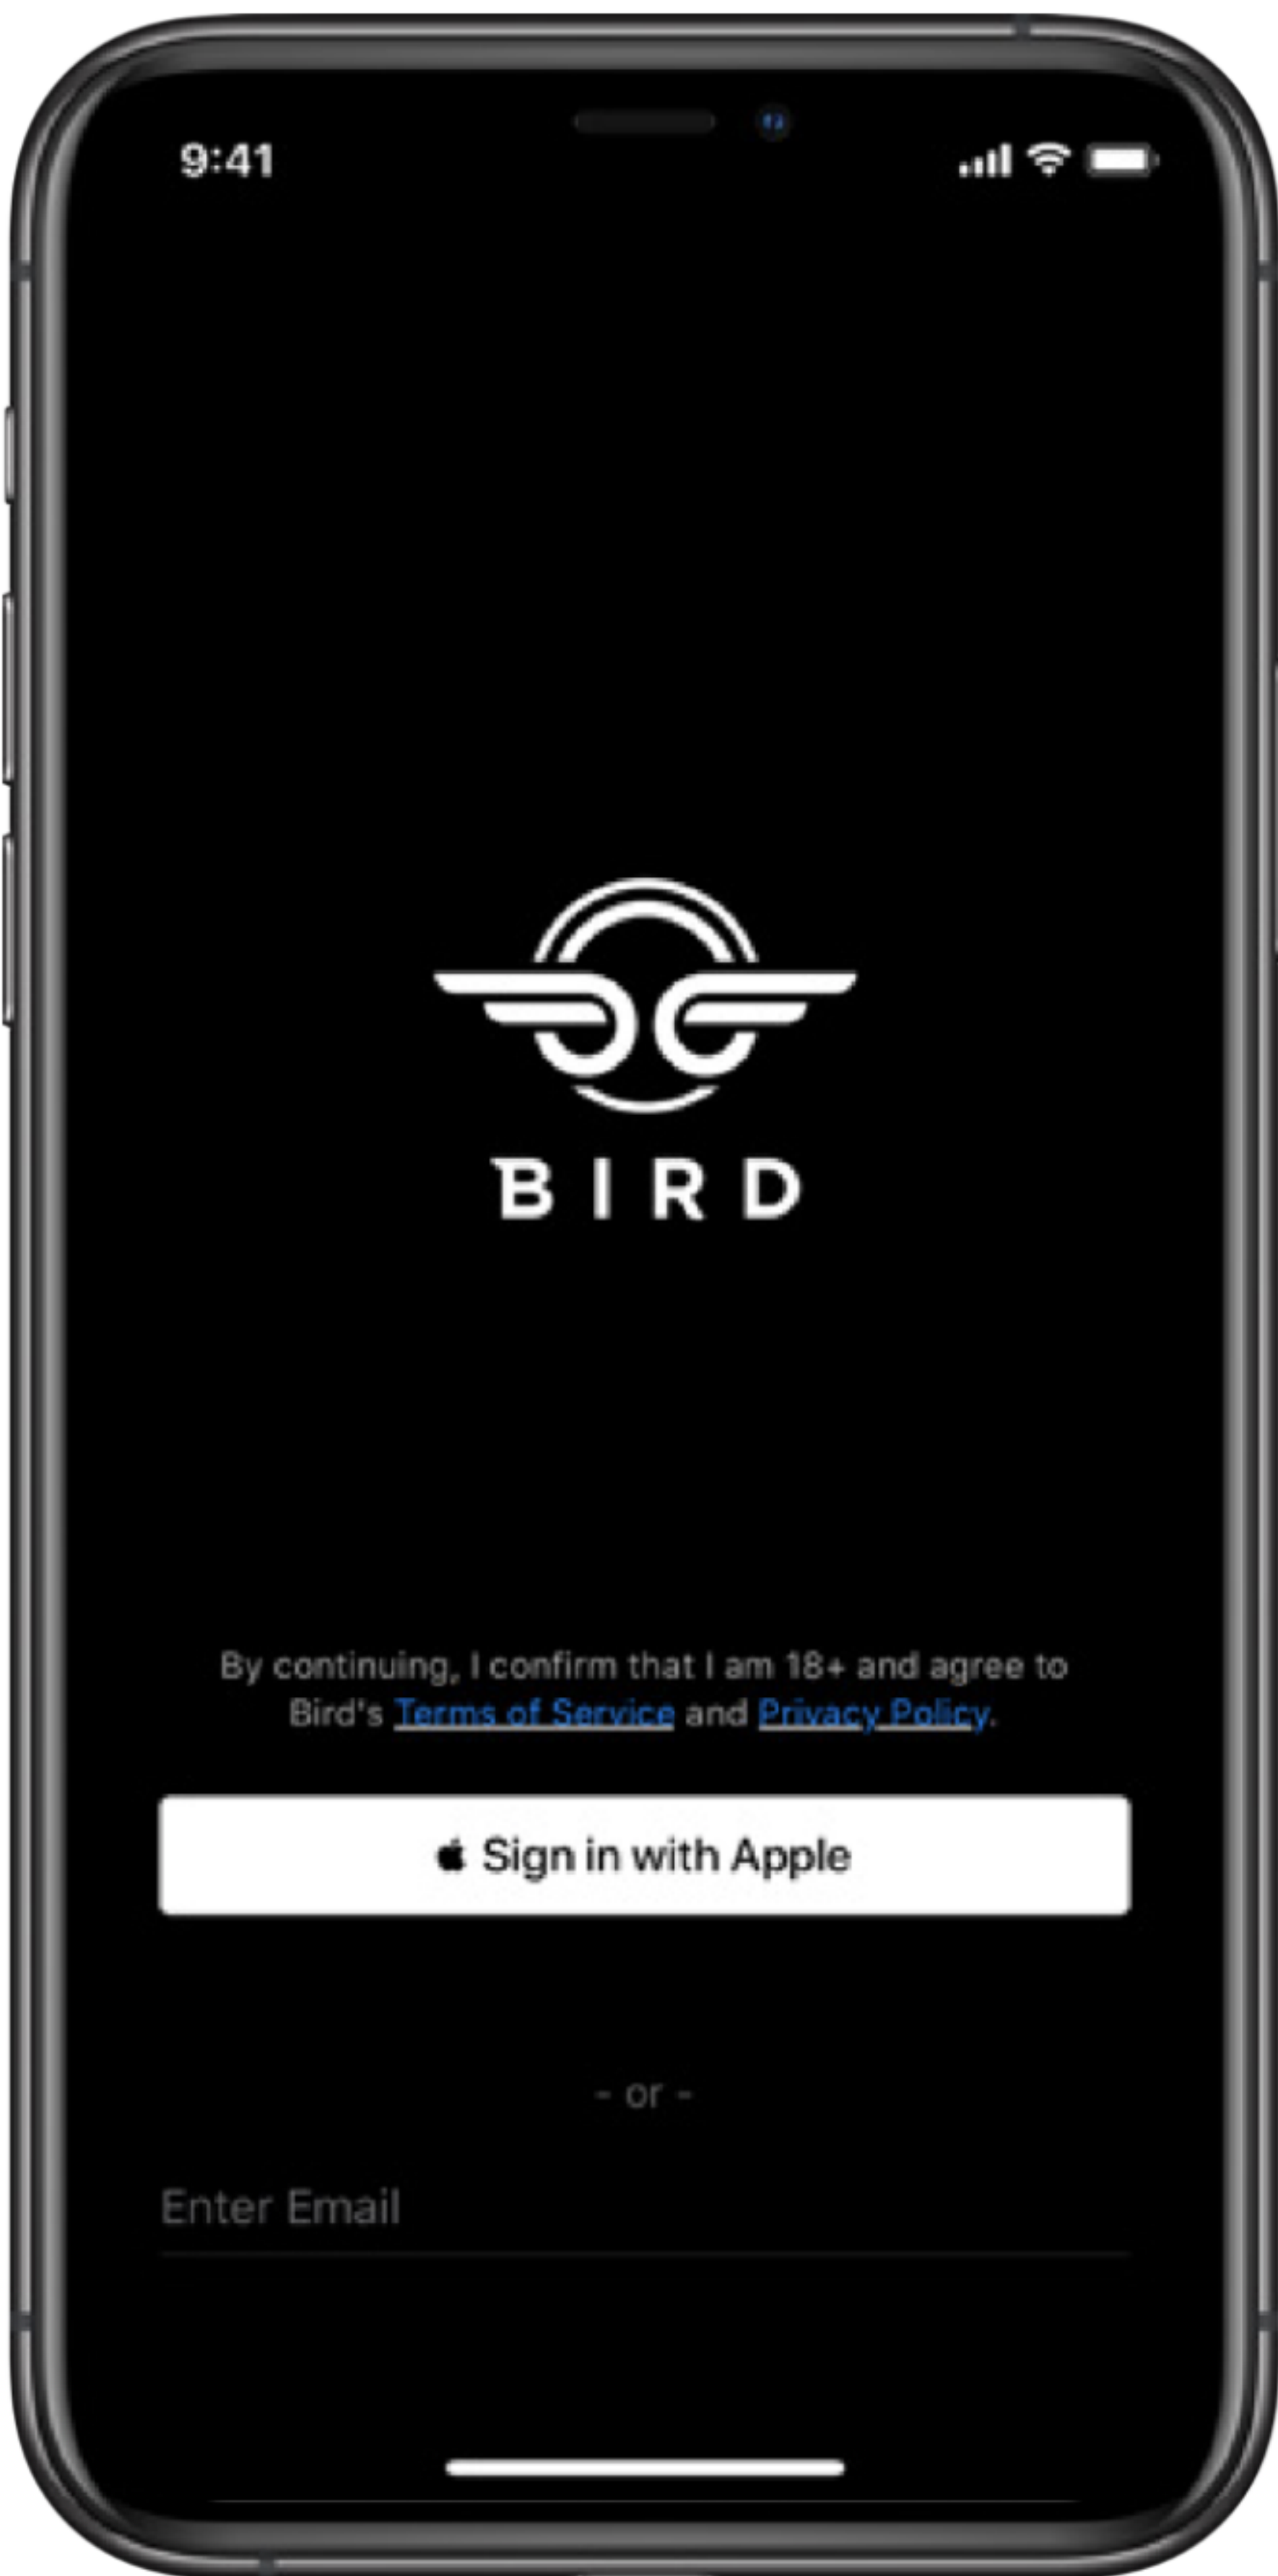 9:41
BIRD
By continuing, I confirm that I am 18+ and agree to
Bird's Terms of Service and Privacy Policy.
Sign in with Apple
- or -
Enter Email